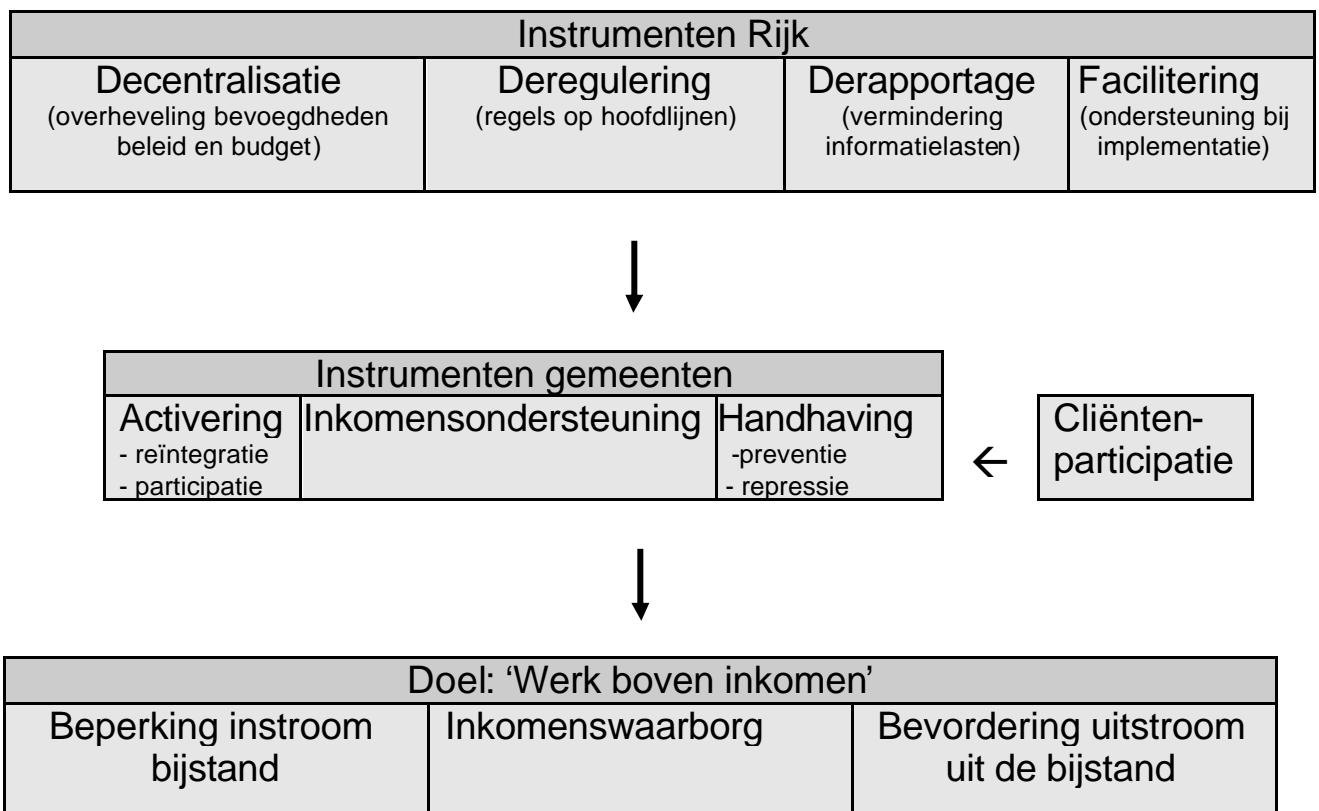 Instrumenten Rijk
Decentralisatie
(overheveling bevoegdheden
beleid en budget)
Deregulering
(regels op hoofdlijnen)
Derapportage
(vermindering
informatielasten)
Facilitering
(ondersteuning bij
implementatie)
Instrumenten gemeenten
Activering
- reïntegratie
- participatie
Inkomensondersteuning
Handhaving
-preventie
- repressie
Cliënten-
participatie
Doel: ‘Werk boven inkomen’
Beperking instroom
bijstand
Inkomenswaarborg
Bevordering uitstroom
uit de bijstand